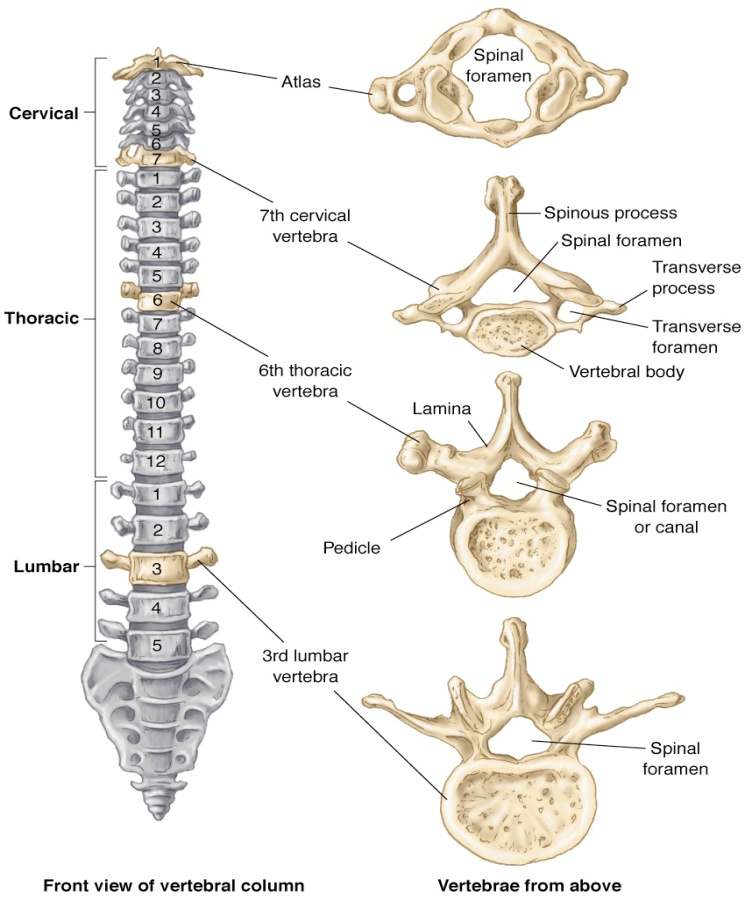 Cervical
1
2
3
4
5
6
7
Thoracic
1
2
3
4
5
6
7
8
9
10
11
12
Lumbar
1
2
3
4
5
Front view of vertebral column
Atlas
Spinal
foramen
7th cervical
vertebra
Spinous process
Spinal foramen
Transverse
process
Transverse
foramen
Vertebral body
6th thoracic
vertebra
Lamina
Spinal foramen
or canal
Pedicle
3rd lumbar
vertebra
Spinal
foramen
Vertebrae from above